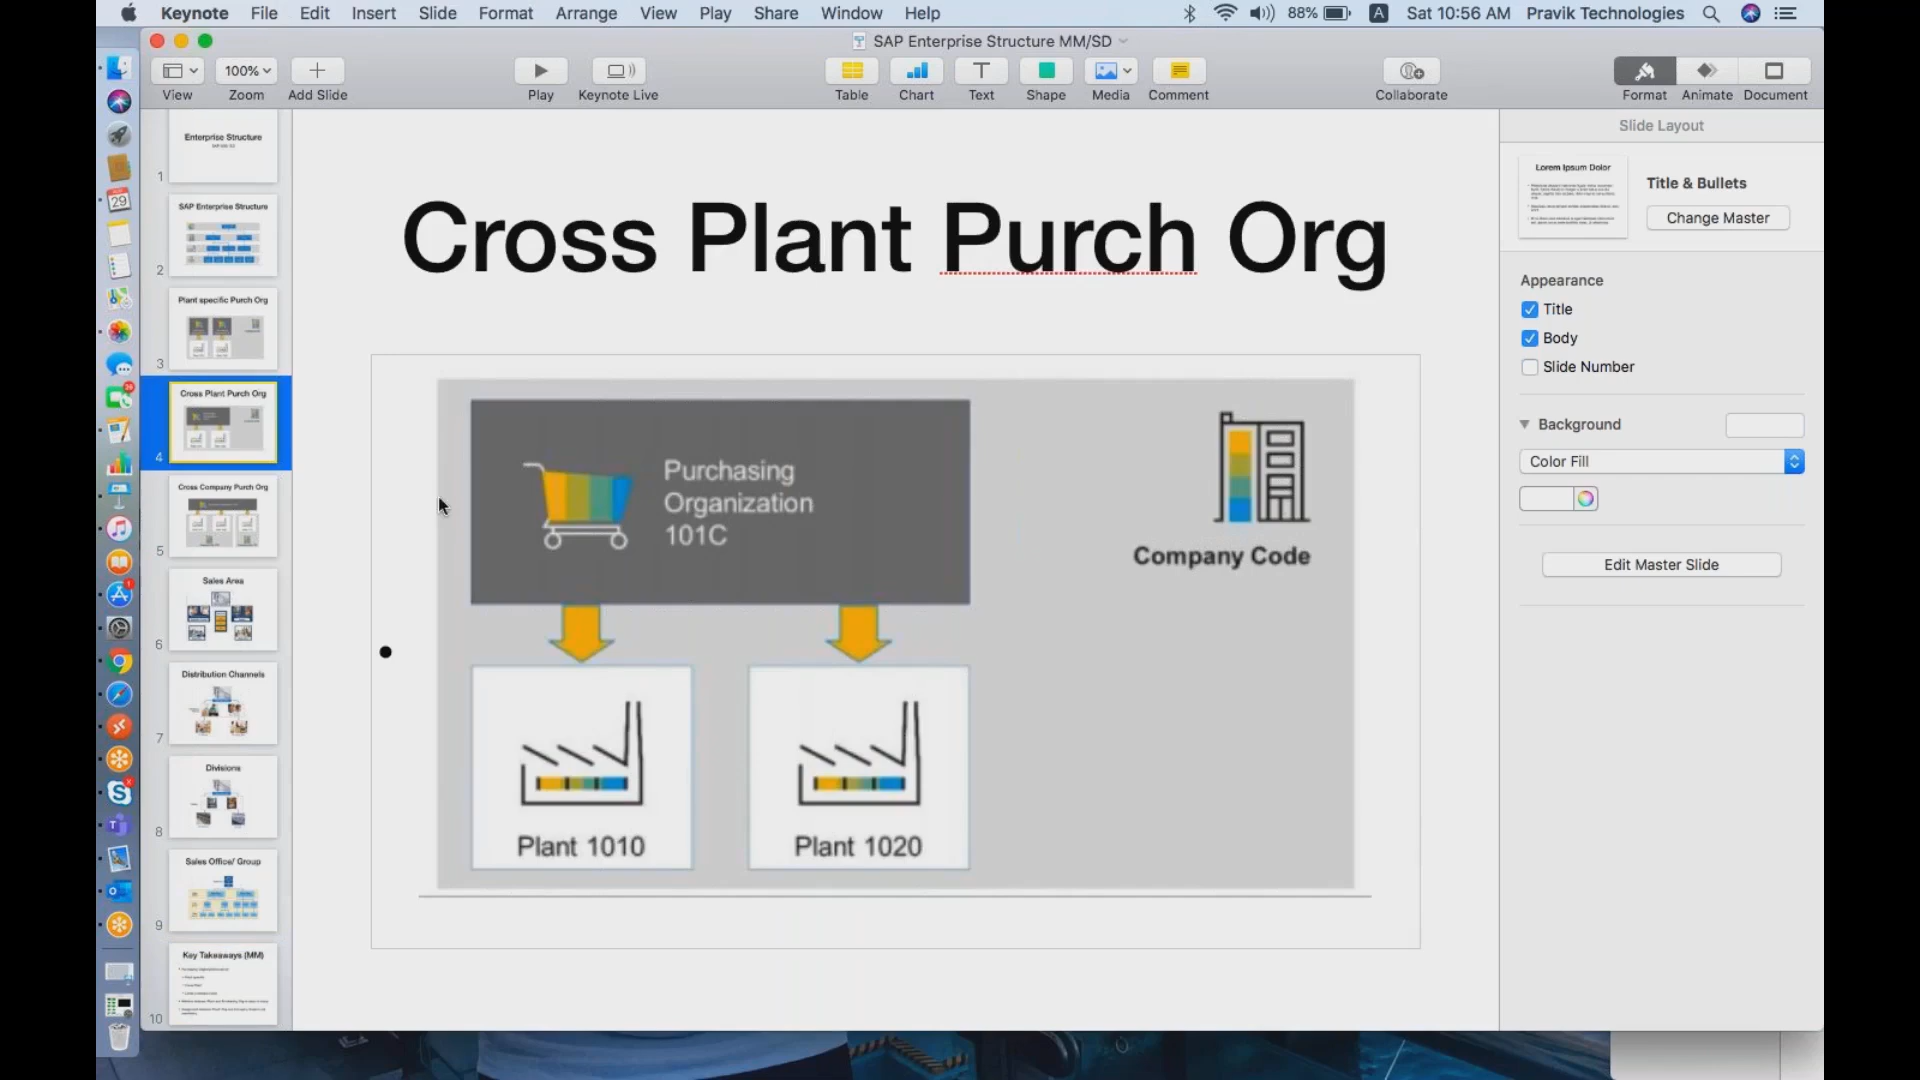 Keynote File Edit Insert Slide Format Arrange View Play Share Window Help 88% A Sat 10:56 AM Pravik Technologies
SAP Enterprise Structure MM/SD
100%
View Zoom Add Slide Play Keynote Live Table Chart Text Shape Media Comment Collaborate Format Animate Document
Enterprise Structure
1
SAP Enterprise Structure
2
Plant specific Purch Org
3
Cross Plant Purch Org
4
Cross Company Purch Org
5
Sales Area
6
Distribution Channels
7
Divisions
8
Sales Office/ Group
9
Key Takeaways (MM)
10
Cross Plant Purch Org
Purchasing
Organization
101C
Company Code
Plant 1010
Plant 1020
Slide Layout
Lorem Ipsum Dolor
Title & Bullets
Change Master
Appearance
Title
Body
Slide Number
Background
Color Fill
Edit Master Slide
29